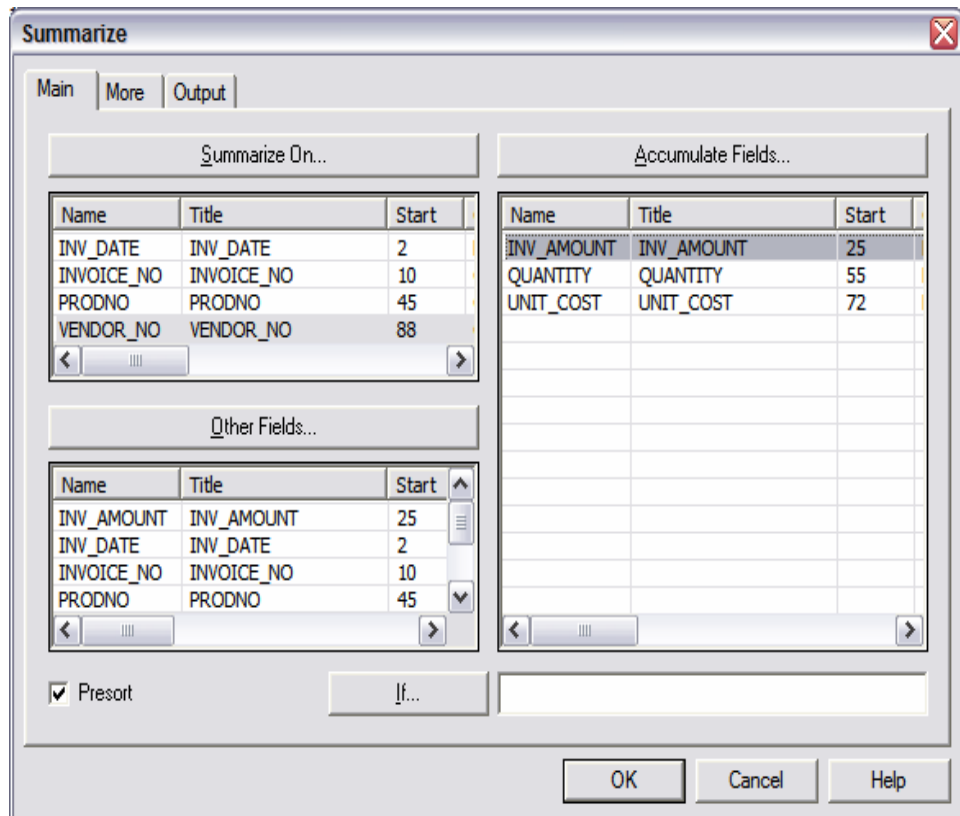 Summarize
Main More Output
Summarize On...
Name Title Start
INV_DATE INV_DATE 2
INVOICE_NO INVOICE_NO 10
PRODNO PRODNO 45
VENDOR_NO VENDOR_NO 88
Other Fields...
Name Title Start
INV_AMOUNT INV_AMOUNT 25
INV_DATE INV_DATE 2
INVOICE_NO INVOICE_NO 10
PRODNO PRODNO 45
Accumulate Fields...
Name Title Start
INV_AMOUNT INV_AMOUNT 25
QUANTITY QUANTITY 55
UNIT_COST UNIT_COST 72
Presort If...
OK Cancel Help